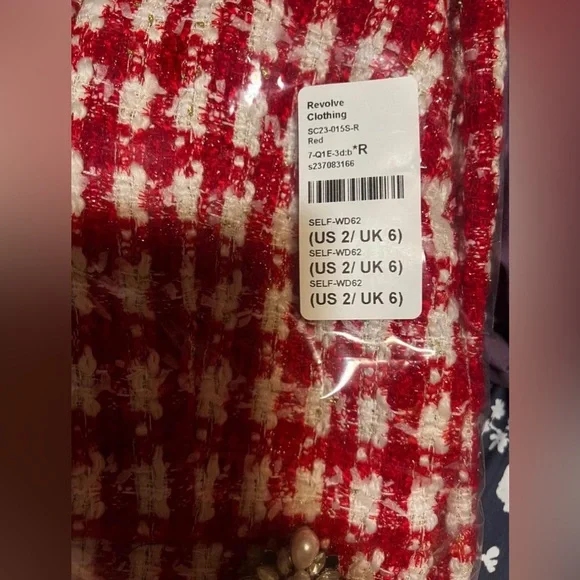 Revolve
Clothing
SC23-015S-R
Red
7-Q1E-3d:b*R
s237083166
SELF-WD62
(US 2/ UK 6)
SELF-WD62
(US 2/ UK 6)
SELF-WD62
(US 2/ UK 6)